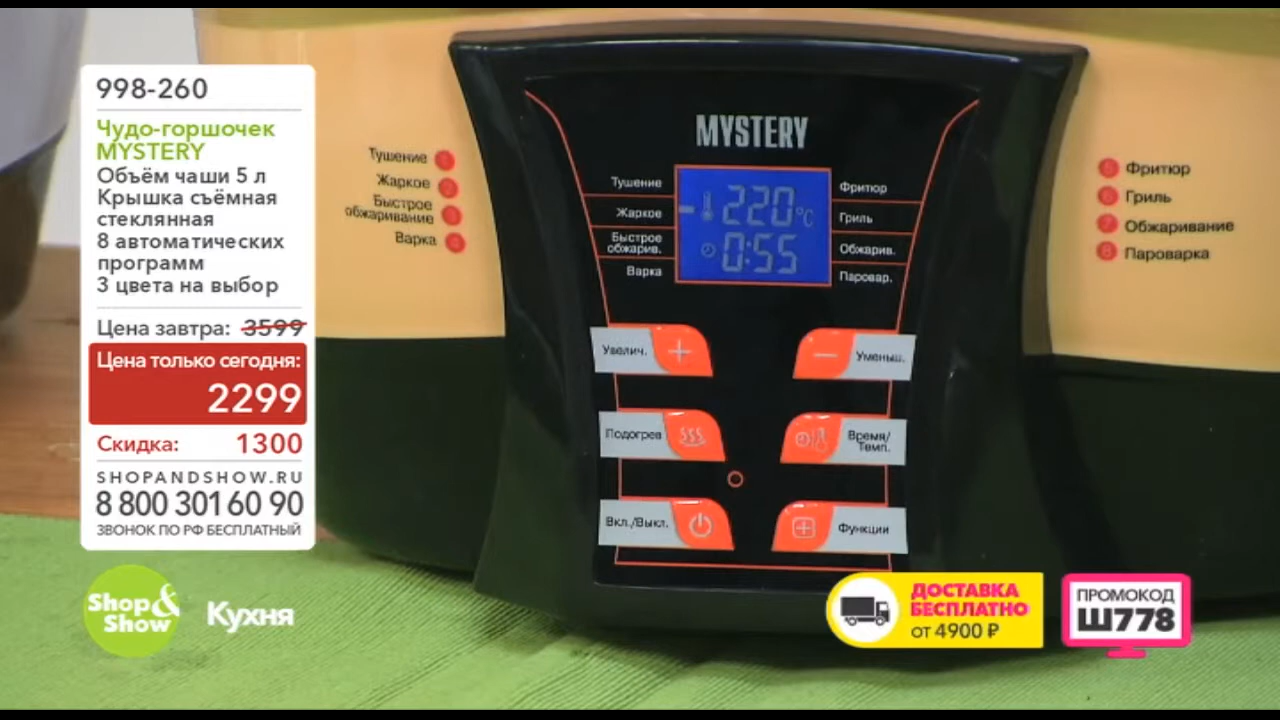 998-260
Чудо-горшочек
MYSTERY
Объём чаши 5 л
Крышка съёмная
стеклянная
8 автоматических
программ
3 цвета на выбор
Цена завтра: 3599
Цена только сегодня:
2299
Скидка: 1300
SHOPANDSHOW.RU
8 800 301 60 90
ЗВОНОК ПО РФ БЕСПЛАТНЫЙ
Shop&
Show
Кухня
Тушение
Жаркое
Быстрое
обжаривание
Варка
MYSTERY
Тушение
Жаркое
Быстрое
обжарив.
Варка
220°C
0:55
Фритюр
Гриль
Обжарив.
Паровар.
Увелич.
Уменьш.
Подогрев
Время/
Темп.
Вкл./Выкл.
Функции
Фритюр
Гриль
7 Обжаривание
8 Пароварка
ДОСТАВКА
БЕСПЛАТНО
от 4900 ₽
ПРОМОКОД
Ш778